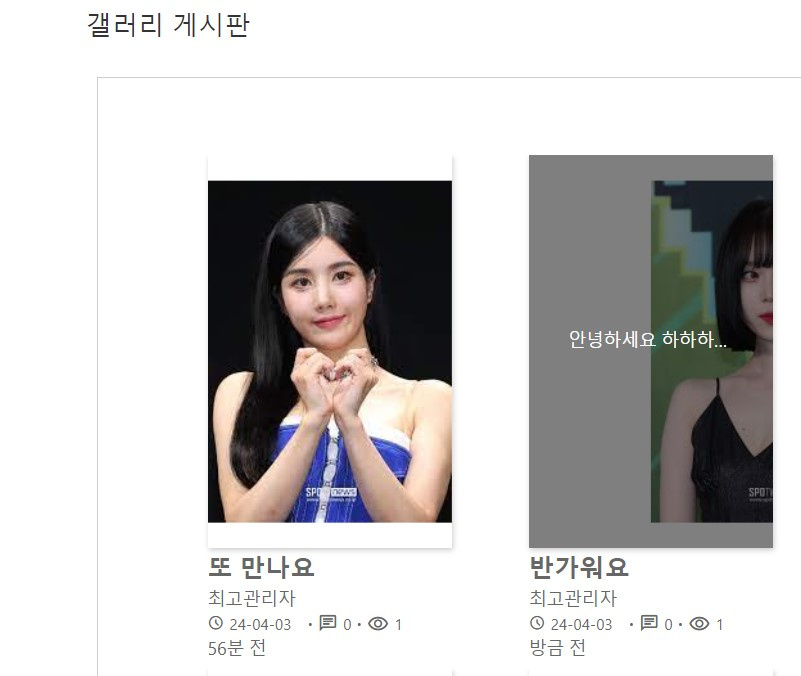 갤러리 게시판
안녕하세요 하하하...
또 만나요
최고관리자
24-04-03 • 0 • 1
56분 전
반가워요
최고관리자
24-04-03 • 0 • 1
방금 전